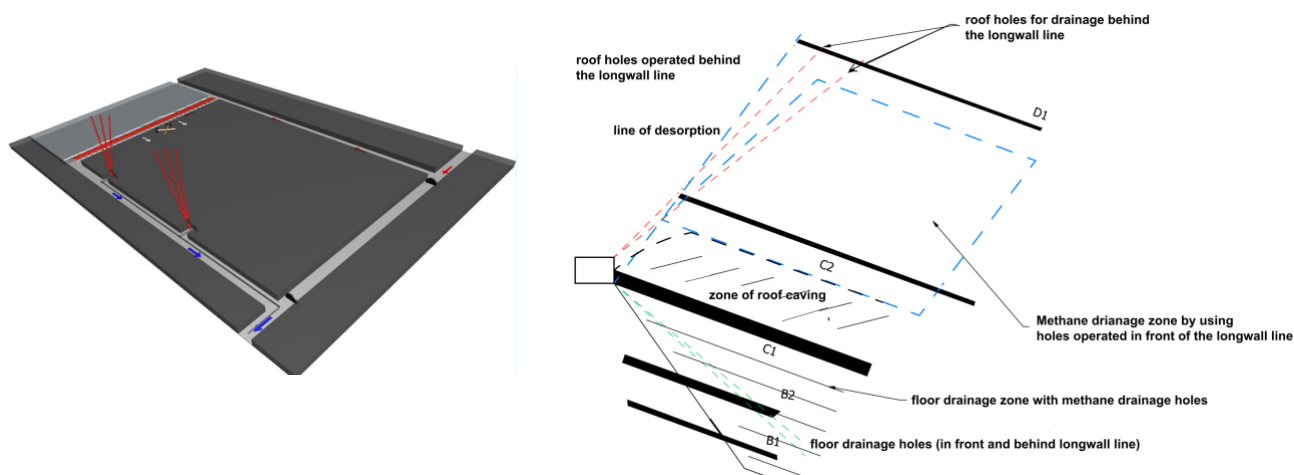 roof holes for drainage behind
the longwall line
roof holes operated behind
the longwall line
D1
line of desorption
C2
zone of roof caving
Methane drianage zone by using
holes operated in front of the longwall line
C1
B2
floor drainage zone with methane drainage holes
B1
floor drainage holes (in front and behind longwall line)